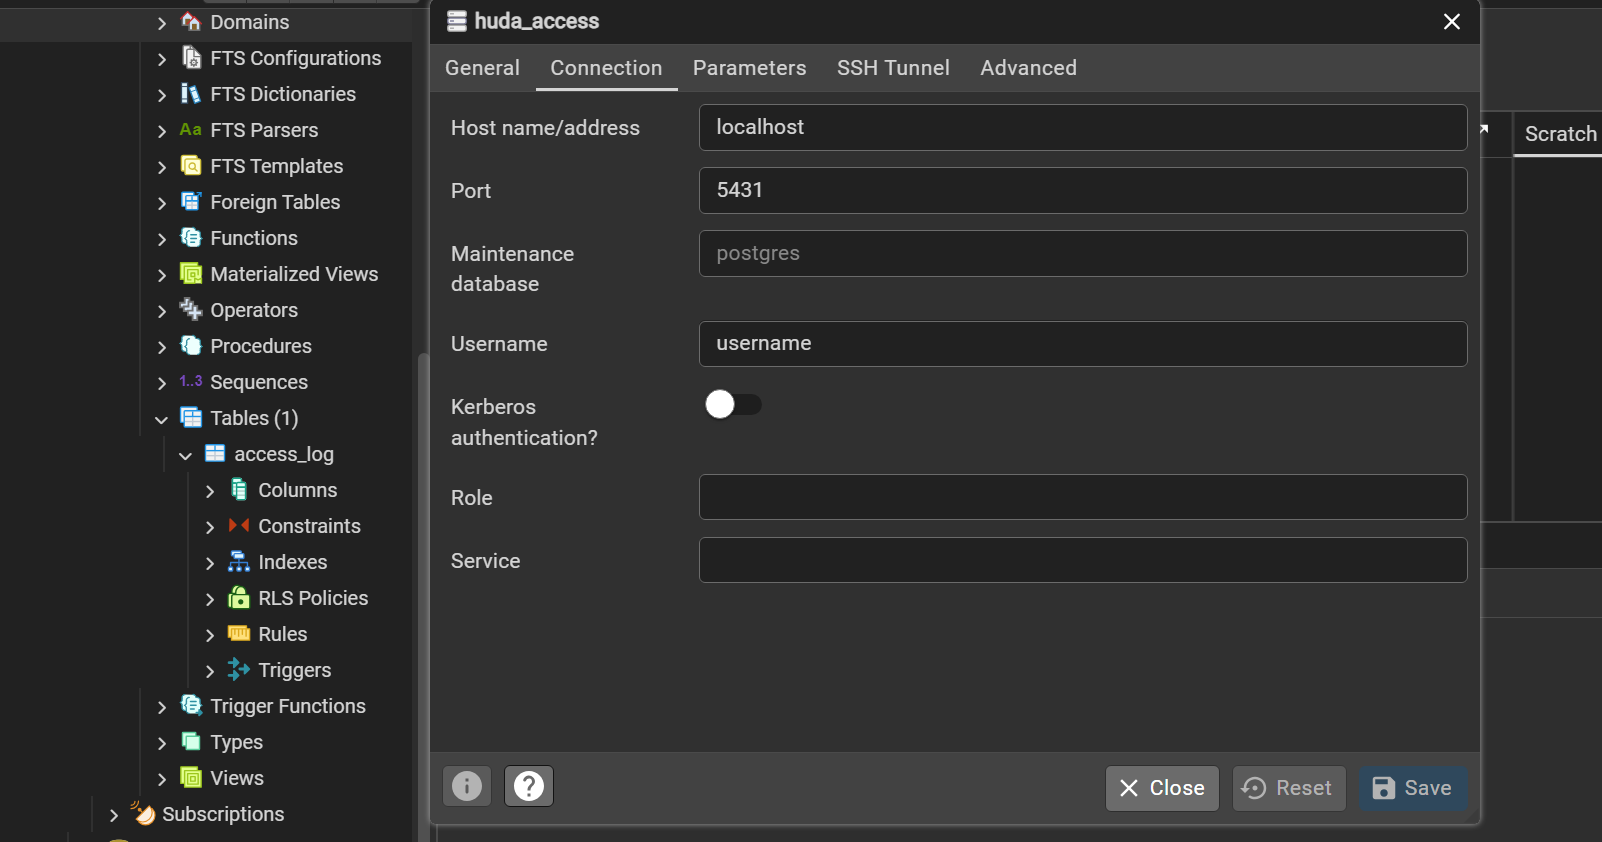 Domains
FTS Configurations
FTS Dictionaries
Aa FTS Parsers
FTS Templates
Foreign Tables
Functions
Materialized Views
Operators
Procedures
1..3 Sequences
Tables (1)
access_log
Columns
Constraints
Indexes
RLS Policies
Rules
Triggers
Trigger Functions
Types
Views
Subscriptions
huda_access
General Connection Parameters SSH Tunnel Advanced
Host name/address localhost
Port 5431
Maintenance
database
postgres
Username username
Kerberos
authentication?
Role
Service
Close Reset Save
Scratch